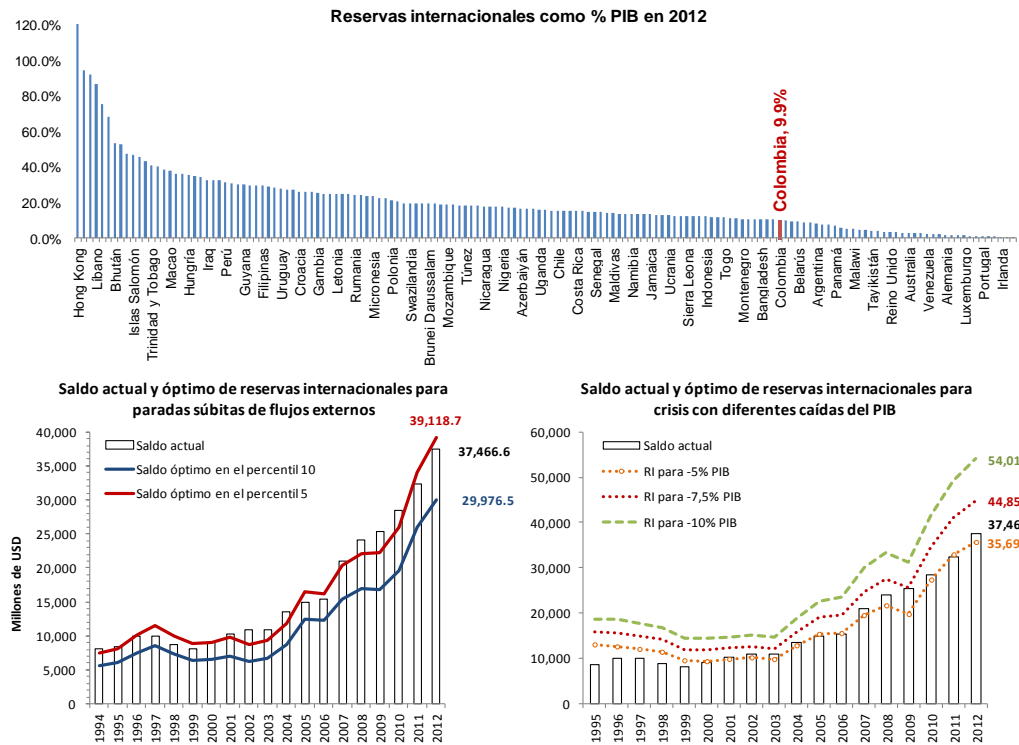 Reservas internacionales como % PIB en 2012
120.0%
100.0%
80.0%
60.0%
40.0%
20.0%
0.0%
Colombia, 9.9%
Hong Kong
Líbano
Bhután
Islas Salomón
Trinidad y Tobago
Macao
Hungría
Iraq
Perú
Guyana
Filipinas
Uruguay
Croacia
Gambia
Letonia
Rumania
Micronesia
Polonia
Swazilandia
Brunei Darussalam
Mozambique
Túnez
Nicaragua
Nigeria
Azerbaiyán
Uganda
Chile
Costa Rica
Senegal
Maldivas
Namibia
Jamaica
Ucrania
Sierra Leona
Indonesia
Togo
Montenegro
Bangladesh
Colombia
Belarús
Argentina
Panamá
Malawi
Tayikistán
Reino Unido
Australia
Venezuela
Alemania
Luxemburgo
Portugal
Irlanda
Saldo actual y óptimo de reservas internacionales para
paradas súbitas de flujos externos
39,118.7
37,466.6
29,976.5
Saldo actual
Saldo óptimo en el percentil 10
Saldo óptimo en el percentil 5
Millones de USD
40,000
35,000
30,000
25,000
20,000
15,000
10,000
5,000
0
1994
1995
1996
1997
1998
1999
2000
2001
2002
2003
2004
2005
2006
2007
2008
2009
2010
2011
2012
Saldo actual y óptimo de reservas internacionales para
crisis con diferentes caídas del PIB
Saldo actual
RI para -5% PIB
RI para -7,5% PIB
RI para -10% PIB
54,01
44,85
37,46
35,69
60,000
50,000
40,000
30,000
20,000
10,000
0
1995
1996
1997
1998
1999
2000
2001
2002
2003
2004
2005
2006
2007
2008
2009
2010
2011
2012